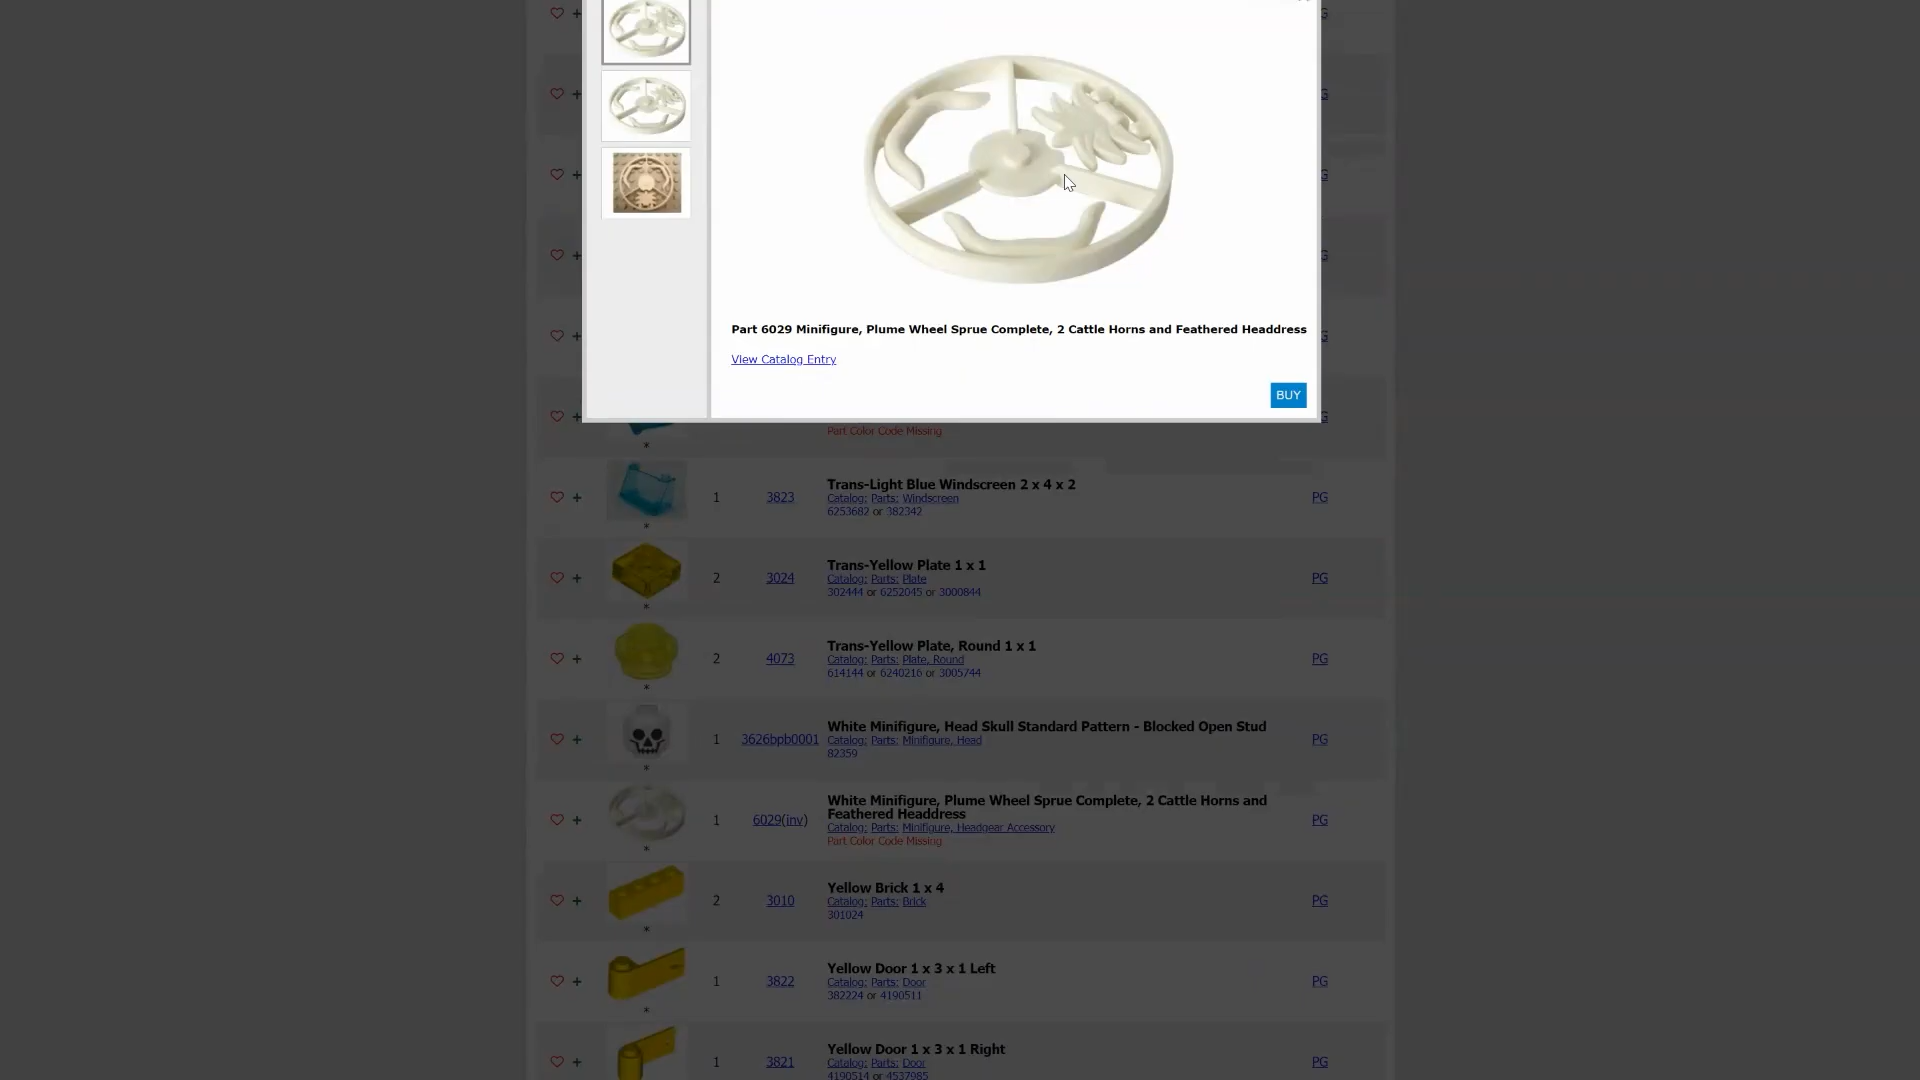 Part 6029 Minifigure, Plume Wheel Sprue Complete, 2 Cattle Horns and Feathered Headdress
View Catalog Entry
BUY
Part Color Code Missing
*
+ 1 3823 Trans-Light Blue Windscreen 2 x 4 x 2 PG
Catalog: Parts: Windscreen
6253682 or 382342
*
+ 2 3024 Trans-Yellow Plate 1 x 1 PG
Catalog: Parts: Plate
302444 or 6252045 or 3000844
*
+ 2 4073 Trans-Yellow Plate, Round 1 x 1 PG
Catalog: Parts: Plate, Round
614144 or 6240216 or 3005744
*
+ 1 3626bpb0001 White Minifigure, Head Skull Standard Pattern - Blocked Open Stud PG
Catalog: Parts: Minifigure, Head
82359
*
+ 1 6029(inv) White Minifigure, Plume Wheel Sprue Complete, 2 Cattle Horns and
Feathered Headdress PG
Catalog: Parts: Minifigure, Headgear Accessory
Part Color Code Missing
*
+ 2 3010 Yellow Brick 1 x 4 PG
Catalog: Parts: Brick
301024
*
+ 1 3822 Yellow Door 1 x 3 x 1 Left PG
Catalog: Parts: Door
382224 or 4190511
*
+ 1 3821 Yellow Door 1 x 3 x 1 Right PG
Catalog: Parts: Door
4190514 or 4537985